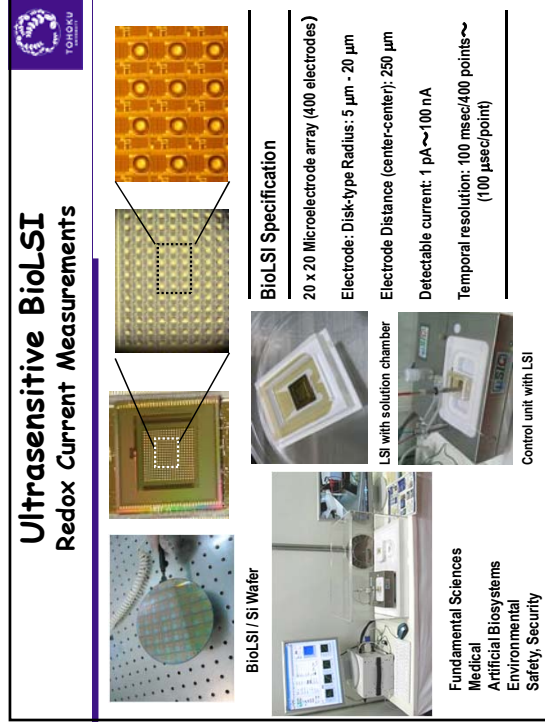 Ultrasensitive BioLSI
Redox Current Measurements
TOHOKU
UNIVERSITY
BioLSI / Si Wafer
LSI with solution chamber
Control unit with LSI
Fundamental Sciences
Medical
Artificial Biosystems
Environmental
Safety, Security
BioLSI Specification
20 x 20 Microelectrode array (400 electrodes)
Electrode: Disk-type Radius: 5 μm - 20 μm
Electrode Distance (center-center): 250 μm
Detectable current: 1 pA～100 nA
Temporal resolution: 100 msec/400 points～
(100 μsec/point)